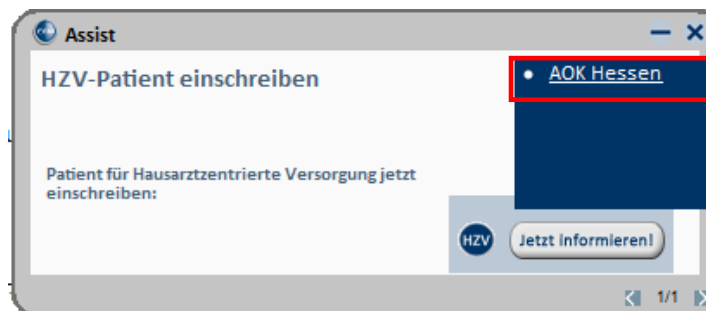 Assist
HZV-Patient einschreiben
• AOK Hessen
Patient für Hausarztzentrierte Versorgung jetzt
einschreiben:
HZV
Jetzt informieren!
1/1